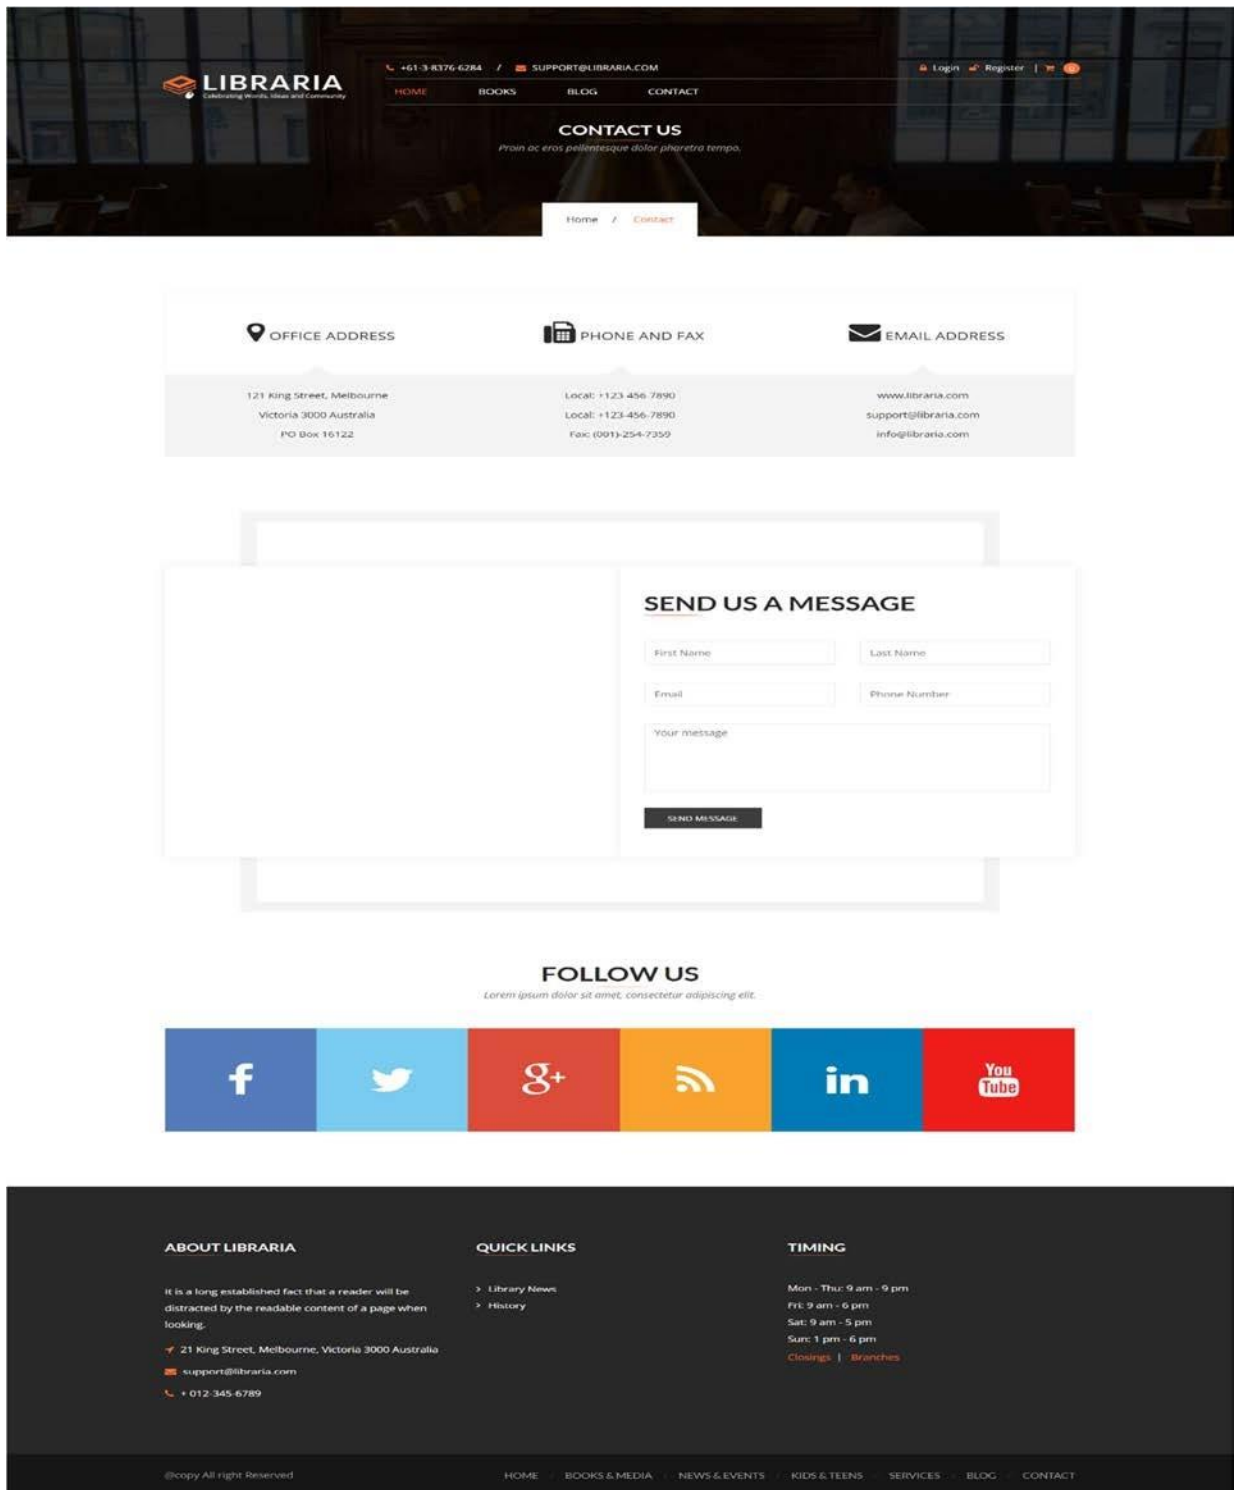 +61-3-8376-6284 / SUPPORT@LIBRARIA.COM
Login Register | 0
LIBRARIA
Celebrating Words, Ideas and Community
HOME BOOKS BLOG CONTACT
CONTACT US
Proin ac eros pellentesque dolor pharetra tempo.
Home / Contact
OFFICE ADDRESS
121 King Street, Melbourne
Victoria 3000 Australia
PO Box 16122
PHONE AND FAX
Local: +123-456-7890
Local: +123-456-7890
Fax: (091)-254-7359
EMAIL ADDRESS
www.libraria.com
support@libraria.com
info@libraria.com
SEND US A MESSAGE
First Name Last Name
Email Phone Number
Your message
SEND MESSAGE
FOLLOW US
Lorem ipsum dolor sit amet, consectetur adipiscing elit.
f g+ in You Tube
ABOUT LIBRARIA
It is a long established fact that a reader will be
distracted by the readable content of a page when
looking.
21 King Street, Melbourne, Victoria 3000 Australia
support@libraria.com
+ 012-345-6789
QUICK LINKS
> Library News
> History
TIMING
Mon - Thu: 9 am - 9 pm
Fri: 9 am - 6 pm
Sat: 9 am - 5 pm
Sun: 1 pm - 6 pm
Closings | Branches
@copy All right Reserved
HOME / BOOKS & MEDIA / NEWS & EVENTS / KIDS & TEENS / SERVICES / BLOG / CONTACT